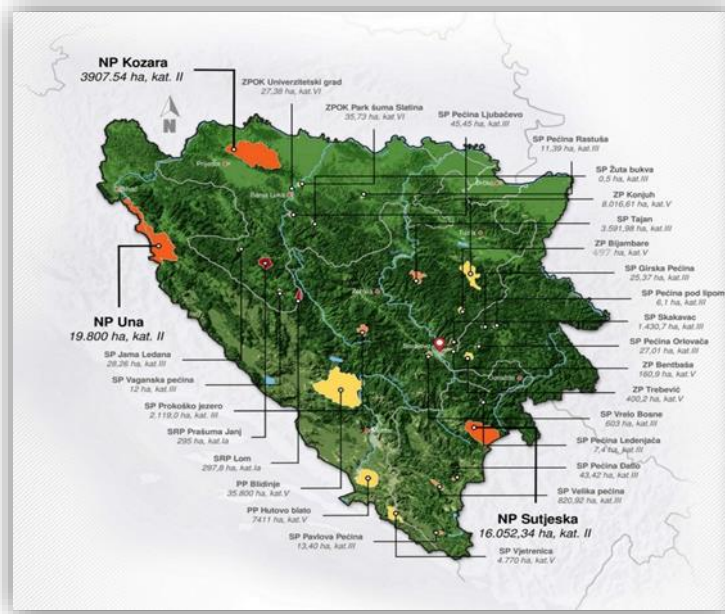 NP Kozara
3907.54 ha, kat. II
ZPOK Univerzitetski grad
27,38 ha, kat.VI
ZPOK Park šuma Slatina
35,73 ha, kat.VI
SP Pećina Ljubačevo
45,45 ha, kat.III
SP Pećina Rastuša
11,39 ha, kat.III
SP Žuta bukva
0,5 ha, kat.III
ZP Konjuh
8.016,61 ha, kat.V
SP Tajan
3.591,98 ha, kat.III
ZP Bijambare
kat.V
SP Girska Pećina
25,37 ha, kat.III
SP Pećina pod lipom
6,1 ha, kat.III
SP Skakavac
1.430,7 ha, kat.III
SP Pećina Orlovača
27,01 ha, kat.III
ZP Bentbaša
160,9 ha, kat.V
ZP Trebević
400,2 ha, kat.V
SP Vrelo Bosne
603 ha, kat.III
SP Pećina Ledenjača
7,4 ha, kat.III
SP Pećina Đatlo
43,42 ha, kat.III
SP Velika pećina
820,92 ha, kat.III
NP Sutjeska
16.052,34 ha, kat. II
SP Vjetrenica
4.770 ha, kat.V
N
Prijedor
Banja Luka
Tuzla
Zenica
NP Una
19.800 ha, kat. II
SP Jama Ledana
28,26 ha, kat.III
SP Vaganska pećina
12 ha, kat.III
SP Prokoško jezero
2.119,0 ha, kat. III
SRP Prašuma Janj
295 ha, kat.Ia
SRP Lom
297,8 ha, kat.Ia
PP Blidinje
35.800 ha, kat.V
PP Hutovo blato
7411 ha, kat.V
SP Pavlova Pećina
13,40 ha, kat.III